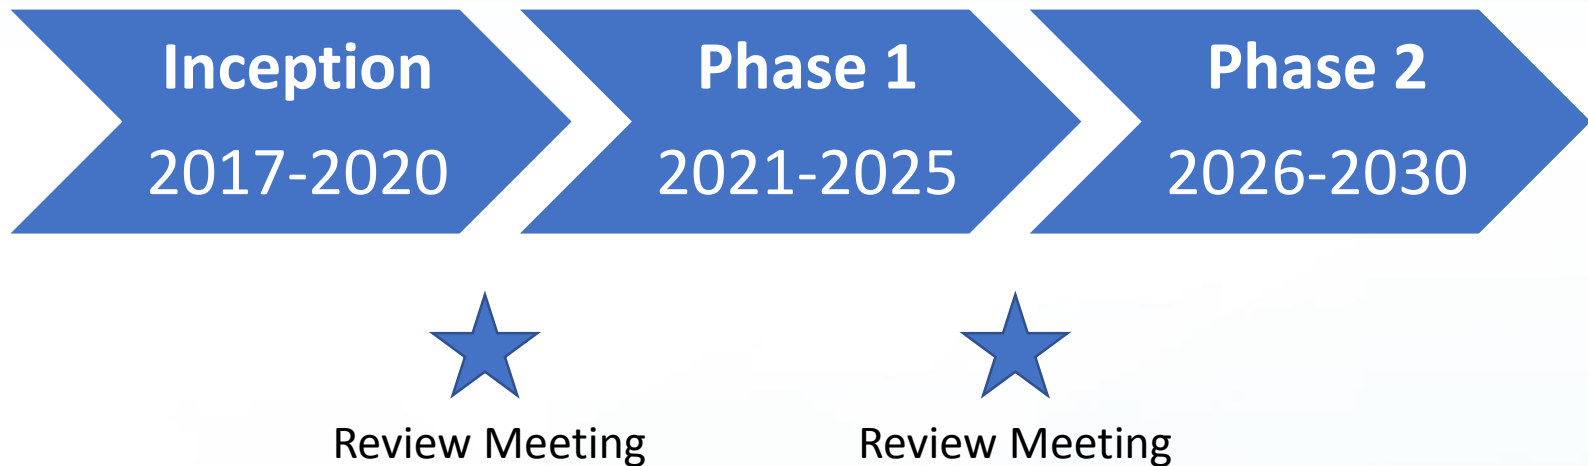 Inception
2017-2020
Phase 1
2021-2025
Phase 2
2026-2030
Review Meeting
Review Meeting